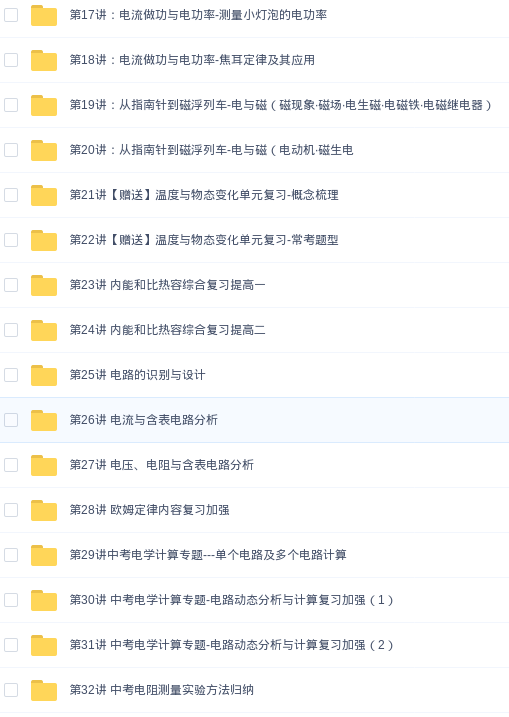 第17讲：电流做功与电功率-测量小灯泡的电功率
第18讲：电流做功与电功率-焦耳定律及其应用
第19讲：从指南针到磁浮列车-电与磁（磁现象·磁场·电生磁·电磁铁·电磁继电器）
第20讲：从指南针到磁浮列车-电与磁（电动机·磁生电
第21讲【赠送】温度与物态变化单元复习-概念梳理
第22讲【赠送】温度与物态变化单元复习-常考题型
第23讲 内能和比热容综合复习提高一
第24讲 内能和比热容综合复习提高二
第25讲 电路的识别与设计
第26讲 电流与含表电路分析
第27讲 电压、电阻与含表电路分析
第28讲 欧姆定律内容复习加强
第29讲中考电学计算专题---单个电路及多个电路计算
第30讲 中考电学计算专题-电路动态分析与计算复习加强（1）
第31讲 中考电学计算专题-电路动态分析与计算复习加强（2）
第32讲 中考电阻测量实验方法归纳